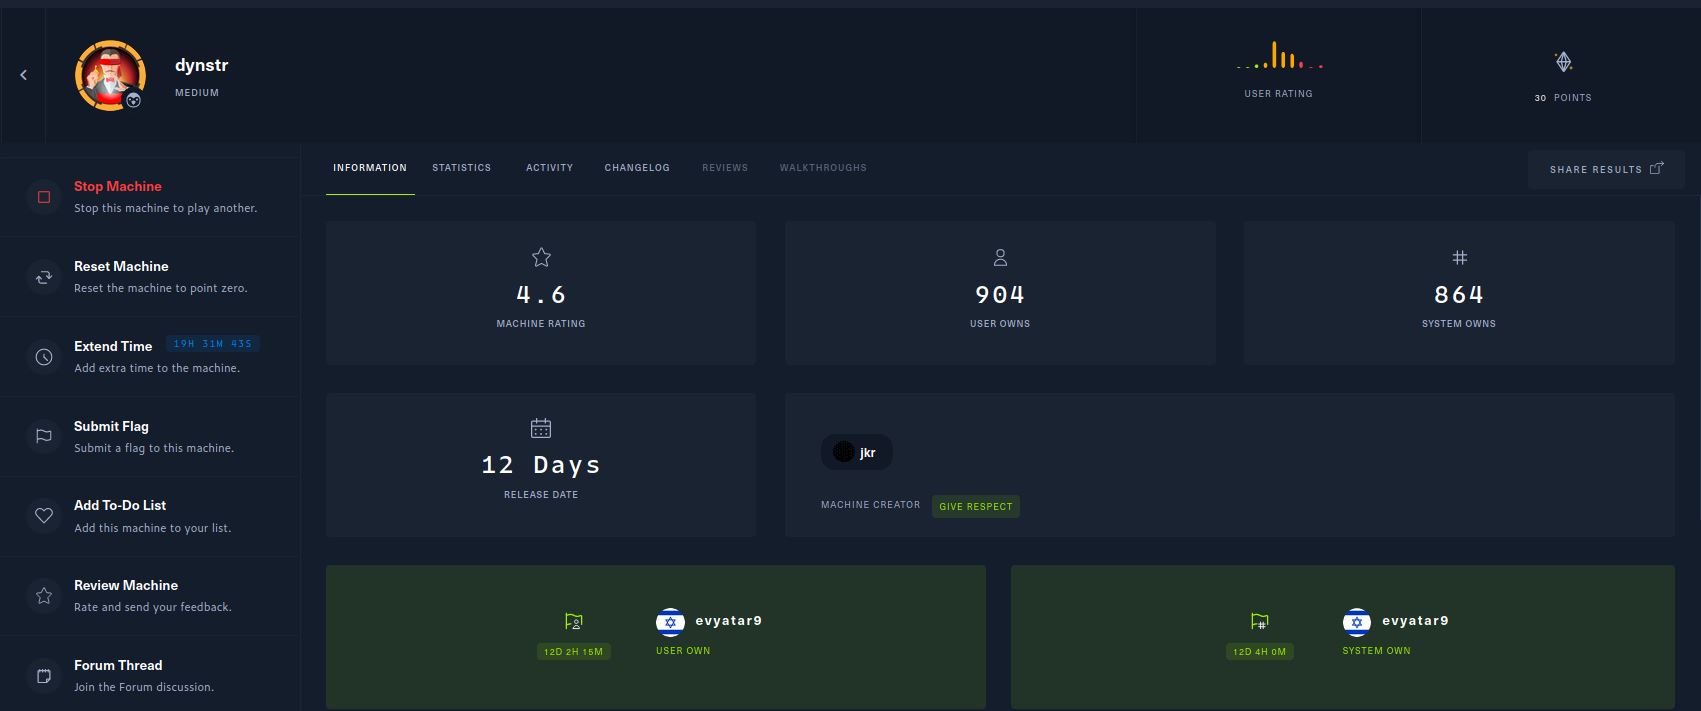 dynstr
MEDIUM
USER RATING
30 POINTS
INFORMATION STATISTICS ACTIVITY CHANGELOG REVIEWS WALKTHROUGHS
SHARE RESULTS
Stop Machine
Stop this machine to play another.
Reset Machine
Reset the machine to point zero.
Extend Time 19H 31M 43S
Add extra time to the machine.
Submit Flag
Submit a flag to this machine.
Add To-Do List
Add this machine to your list.
Review Machine
Rate and send your feedback.
Forum Thread
Join the Forum discussion.
4.6
MACHINE RATING
904
USER OWNS
864
SYSTEM OWNS
12 Days
RELEASE DATE
jkr
MACHINE CREATOR GIVE RESPECT
evyatar9
12D 2H 15M USER OWN
evyatar9
12D 4H 0M SYSTEM OWN